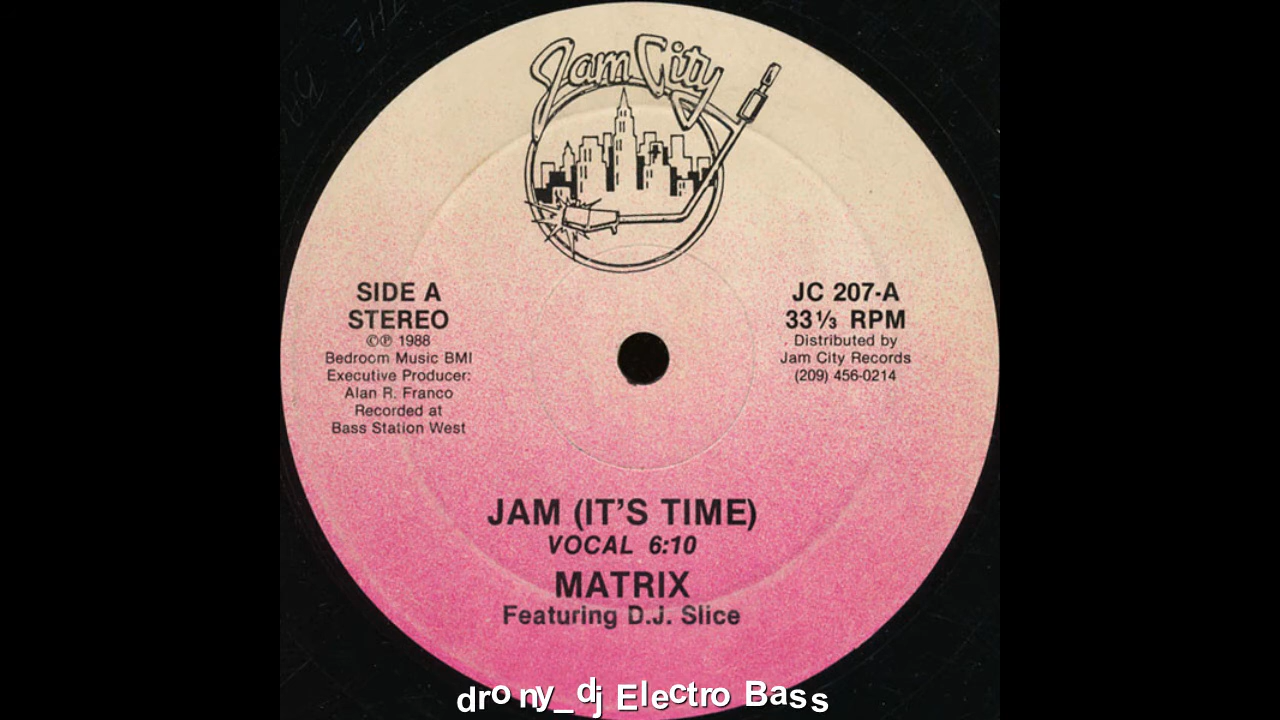 Jam City
SIDE A
STEREO
©℗ 1988
Bedroom Music BMI
Executive Producer:
Alan R. Franco
Recorded at
Bass Station West
JC 207-A
33⅓ RPM
Distributed by
Jam City Records
(209) 456-0214
JAM (IT'S TIME)
VOCAL 6:10
MATRIX
Featuring D.J. Slice
drony_dj Electro Bass